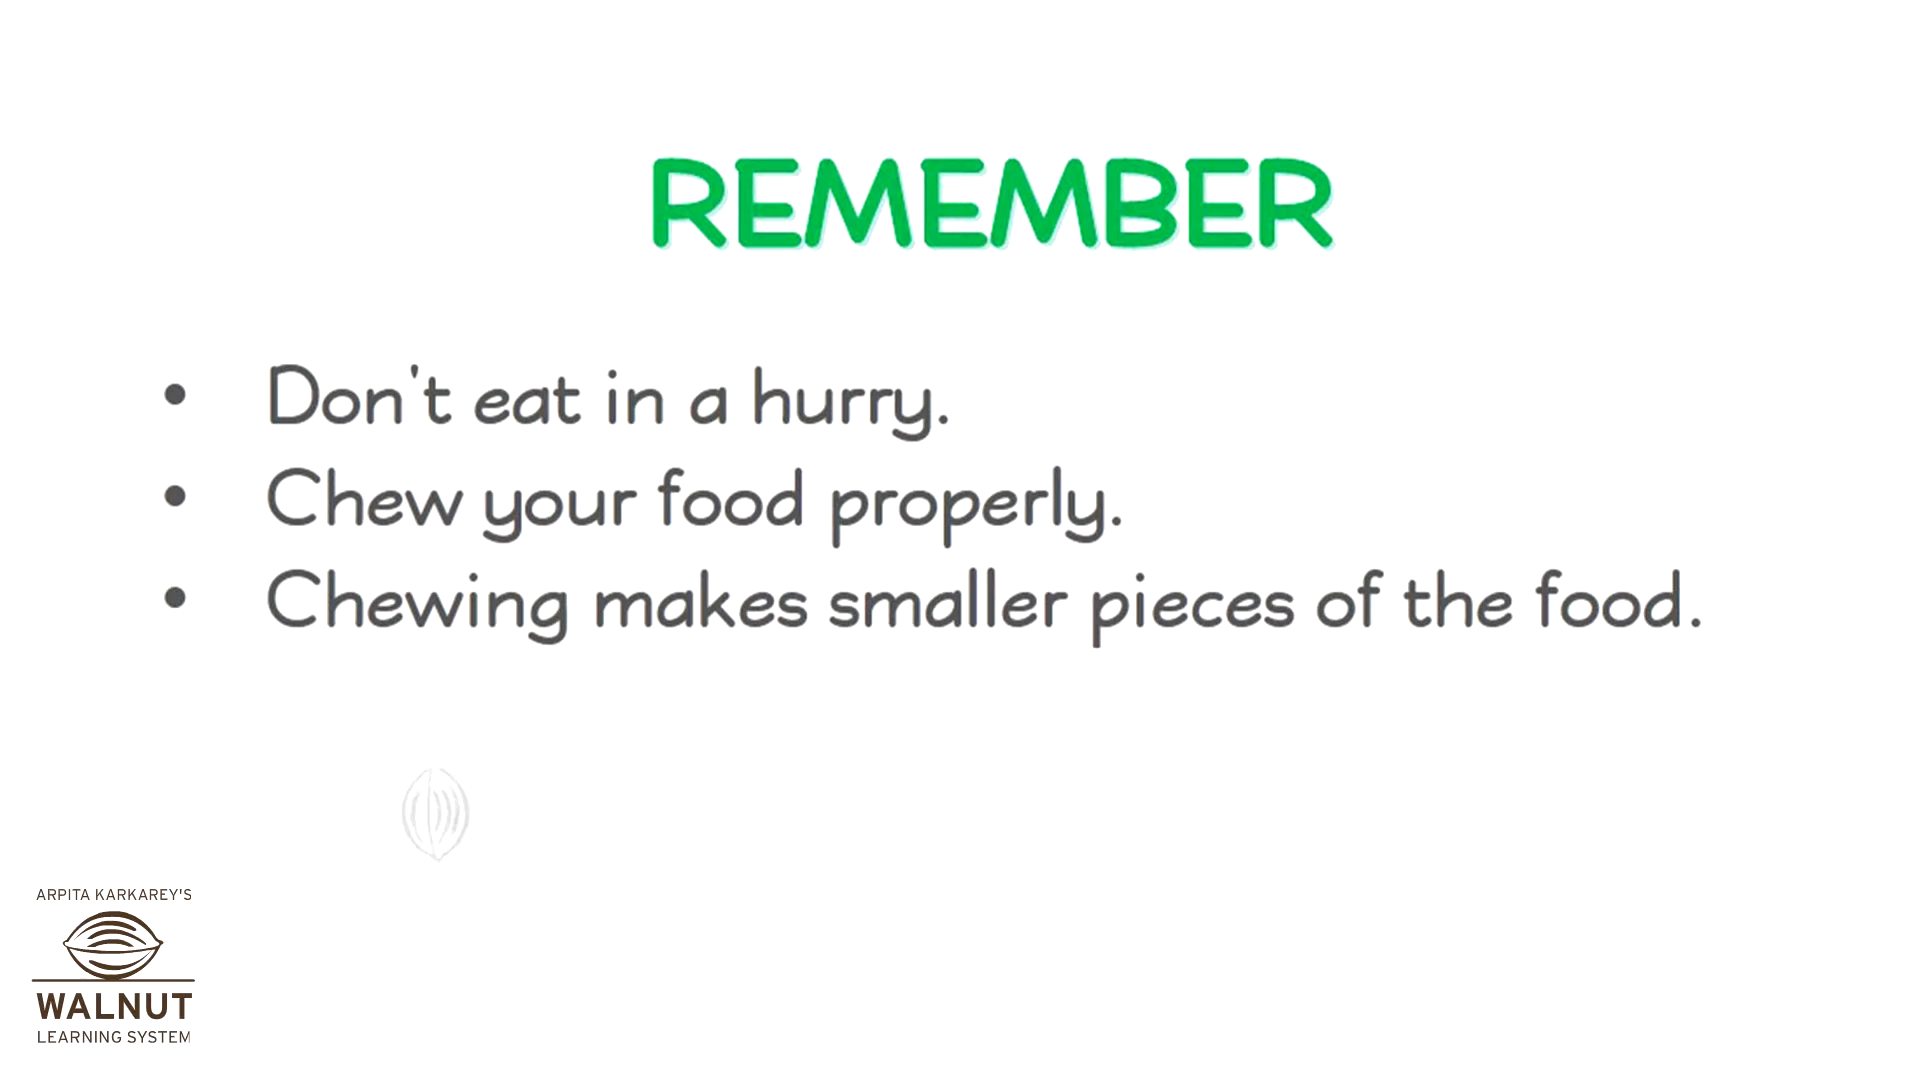 REMEMBER
• Don't eat in a hurry.
• Chew your food properly.
• Chewing makes smaller pieces of the food.
ARPITA KARKAREY'S
WALNUT
LEARNING SYSTEM